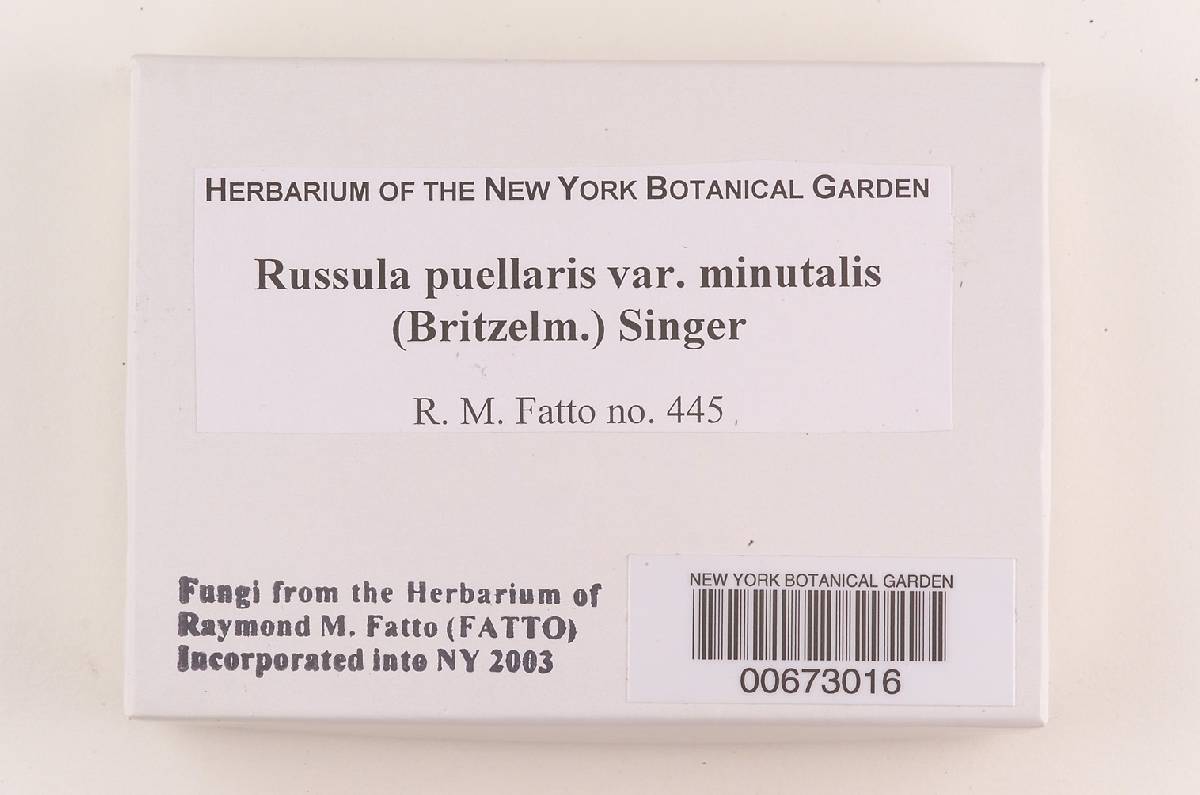 HERBARIUM OF THE NEW YORK BOTANICAL GARDEN
Russula puellaris var. minutalis
(Britzelm.) Singer
R. M. Fatto no. 445
Fungi from the Herbarium of
Raymond M. Fatto (FATTO)
Incorporated into NY 2003
NEW YORK BOTANICAL GARDEN
00673016